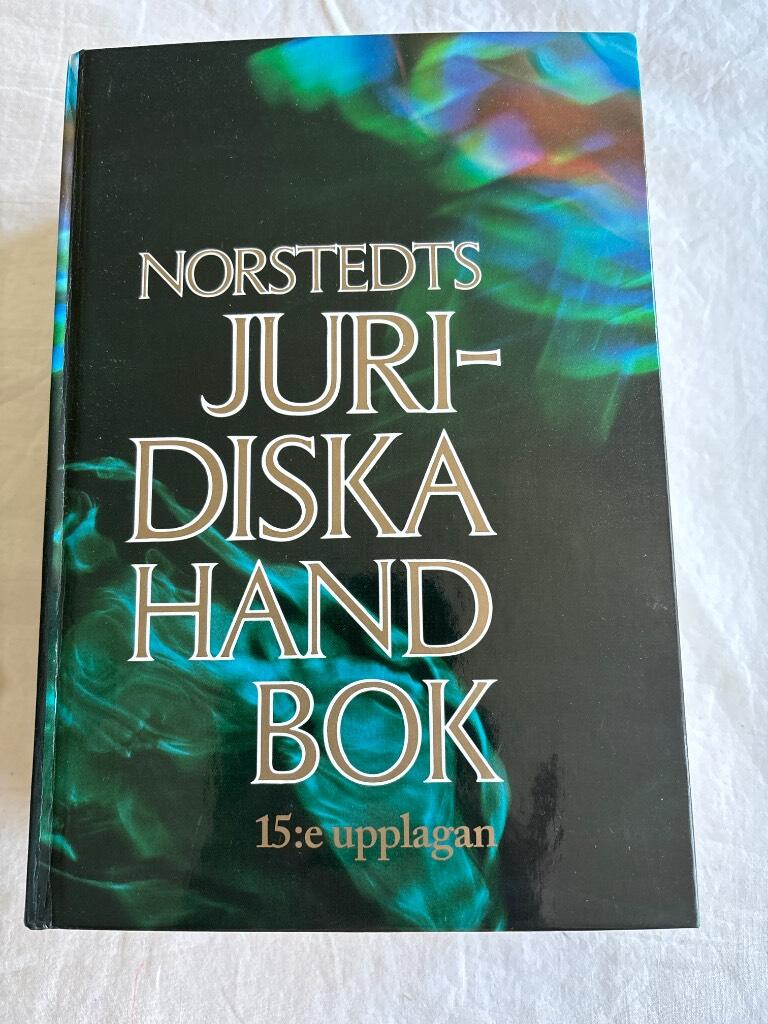 NORSTEDTS
JURI-
DISKA
HAND
BOK
15:e upplagan